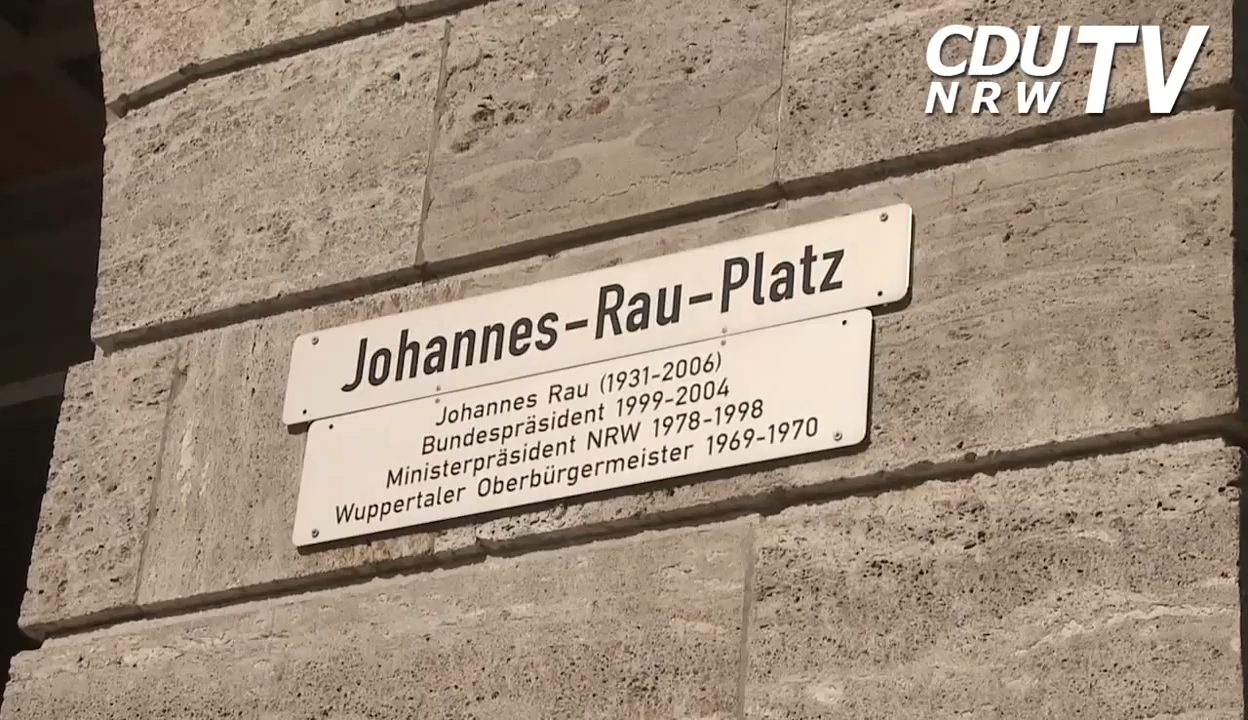 CDU TV
NRW
Johannes-Rau-Platz
Johannes Rau (1931-2006)
Bundespräsident 1999-2004
Ministerpräsident NRW 1978-1998
Wuppertaler Oberbürgermeister 1969-1970